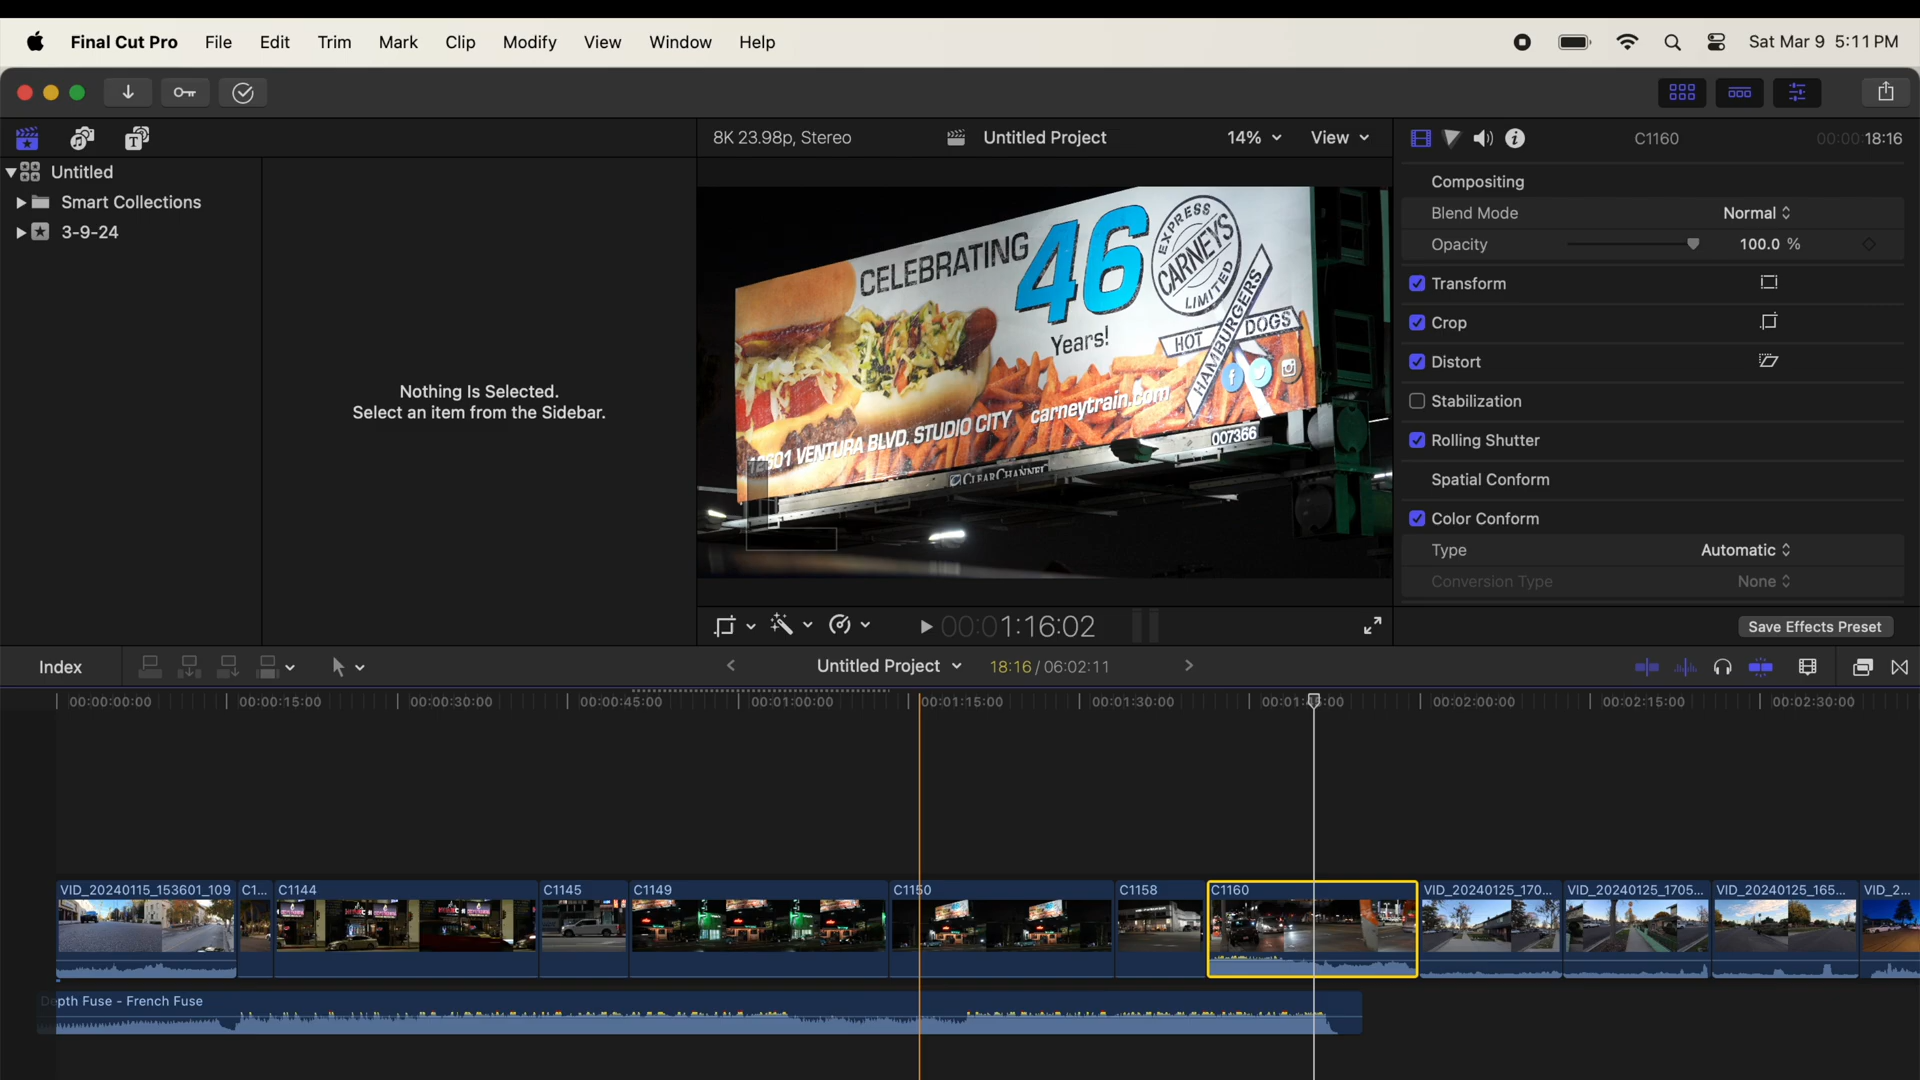 Final Cut Pro File Edit Trim Mark Clip Modify View Window Help Sat Mar 9 5:11 PM
8K 23.98p, Stereo Untitled Project 14% View C1160 00:00:18:16
Untitled
Smart Collections
3-9-24
Nothing Is Selected.
Select an item from the Sidebar.
CELEBRATING
46
Years!
EXPRESS
CARNEYS
LIMITED
HAMBURGERS
HOT DOGS
VENTURA BLVD. STUDIO CITY carneytrain.com
007366
CLEAR CHANNEL
Compositing
Blend Mode Normal
Opacity 100.0 %
Transform
Crop
Distort
Stabilization
Rolling Shutter
Spatial Conform
Color Conform
Type Automatic
Conversion Type None
00:01:16:02
Save Effects Preset
Index Untitled Project 18:16 / 06:02:11
00:00:00:00 00:00:15:00 00:00:30:00 00:00:45:00 00:01:00:00 00:01:15:00 00:01:30:00 00:01:45:00 00:02:00:00 00:02:15:00 00:02:30:00
VID_20240115_153601_109 C1... C1144 C1145 C1149 C1150 C1158 C1160 VID_20240125_170... VID_20240125_1705... VID_20240125_165... VID_2...
Depth Fuse - French Fuse